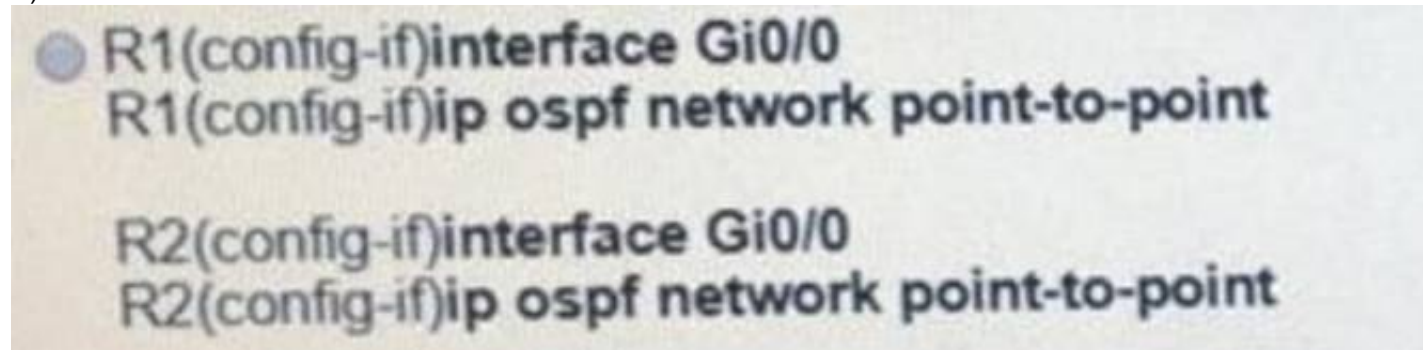 R1(config-if)interface Gi0/0
R1(config-if)ip ospf network point-to-point
R2(config-if)interface Gi0/0
R2(config-if)ip ospf network point-to-point